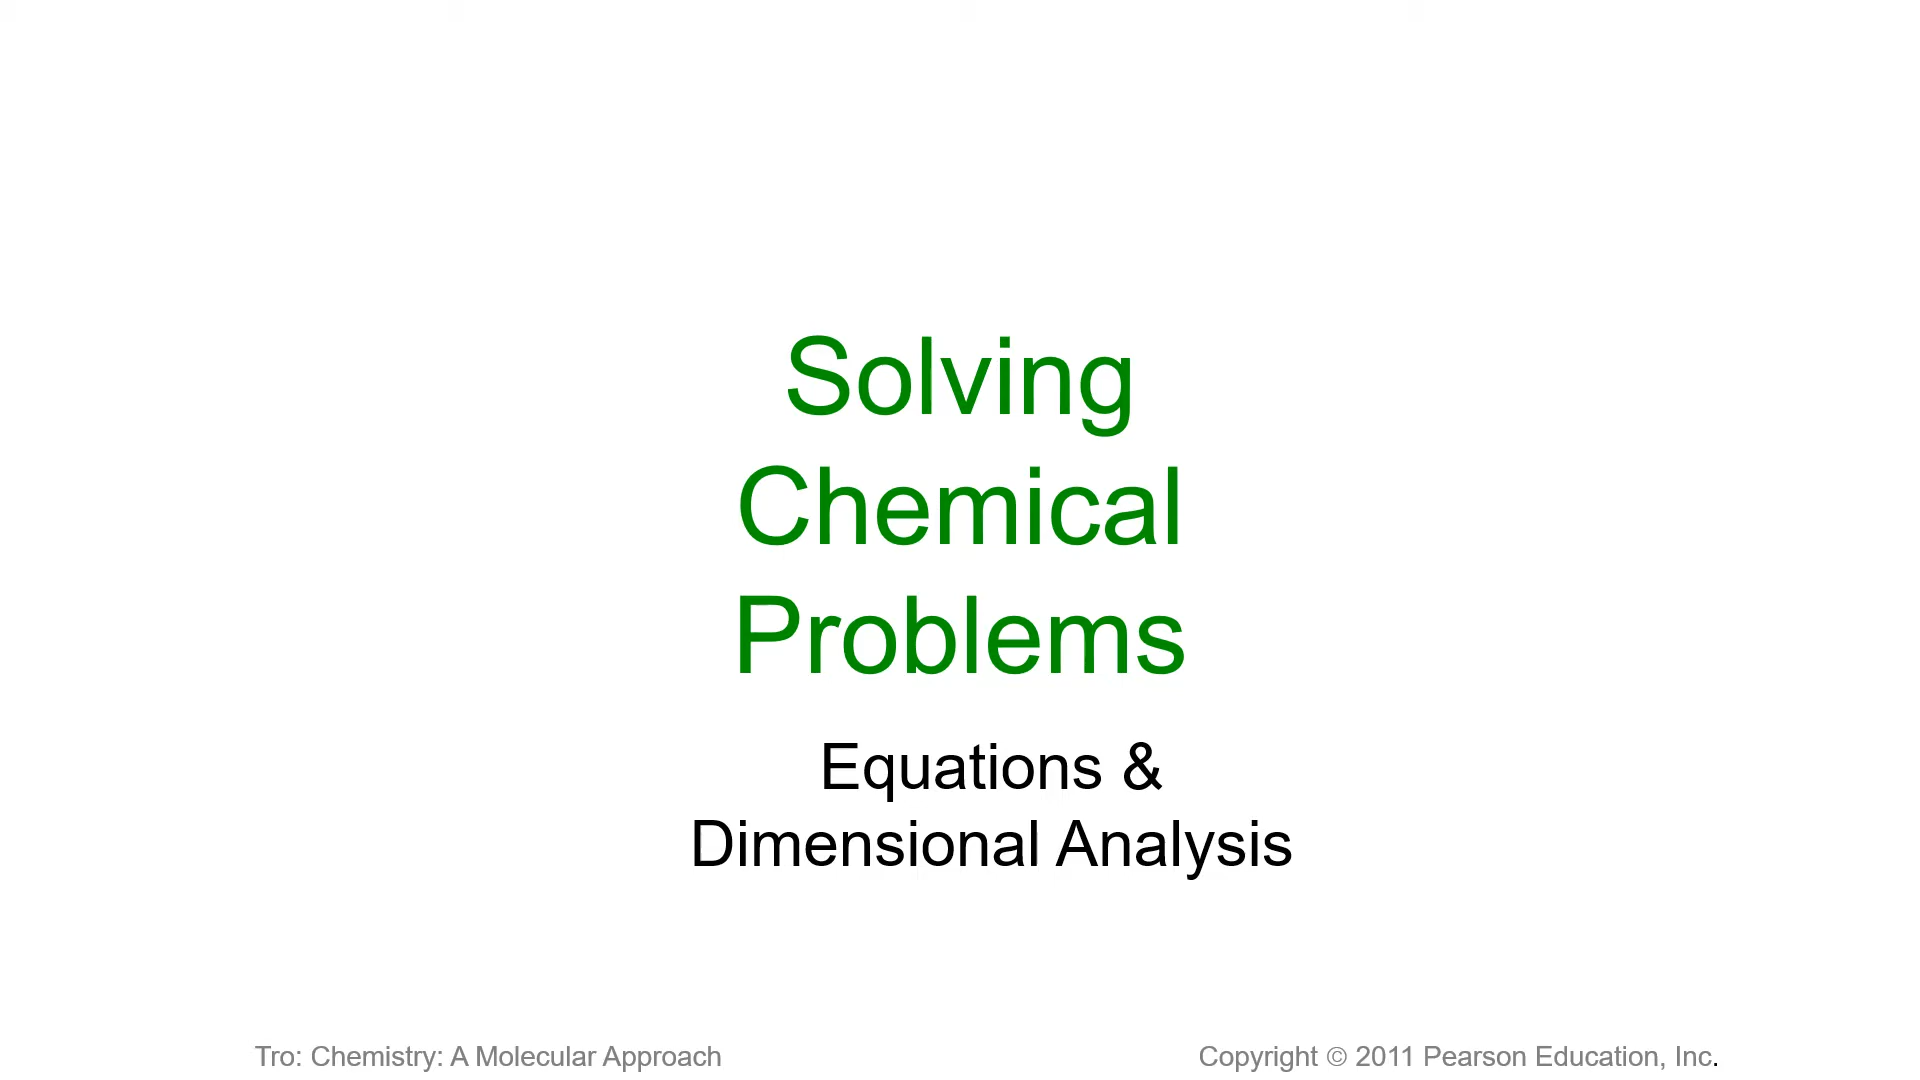 Solving
Chemical
Problems
Equations &
Dimensional Analysis
Tro: Chemistry: A Molecular Approach
Copyright © 2011 Pearson Education, Inc.